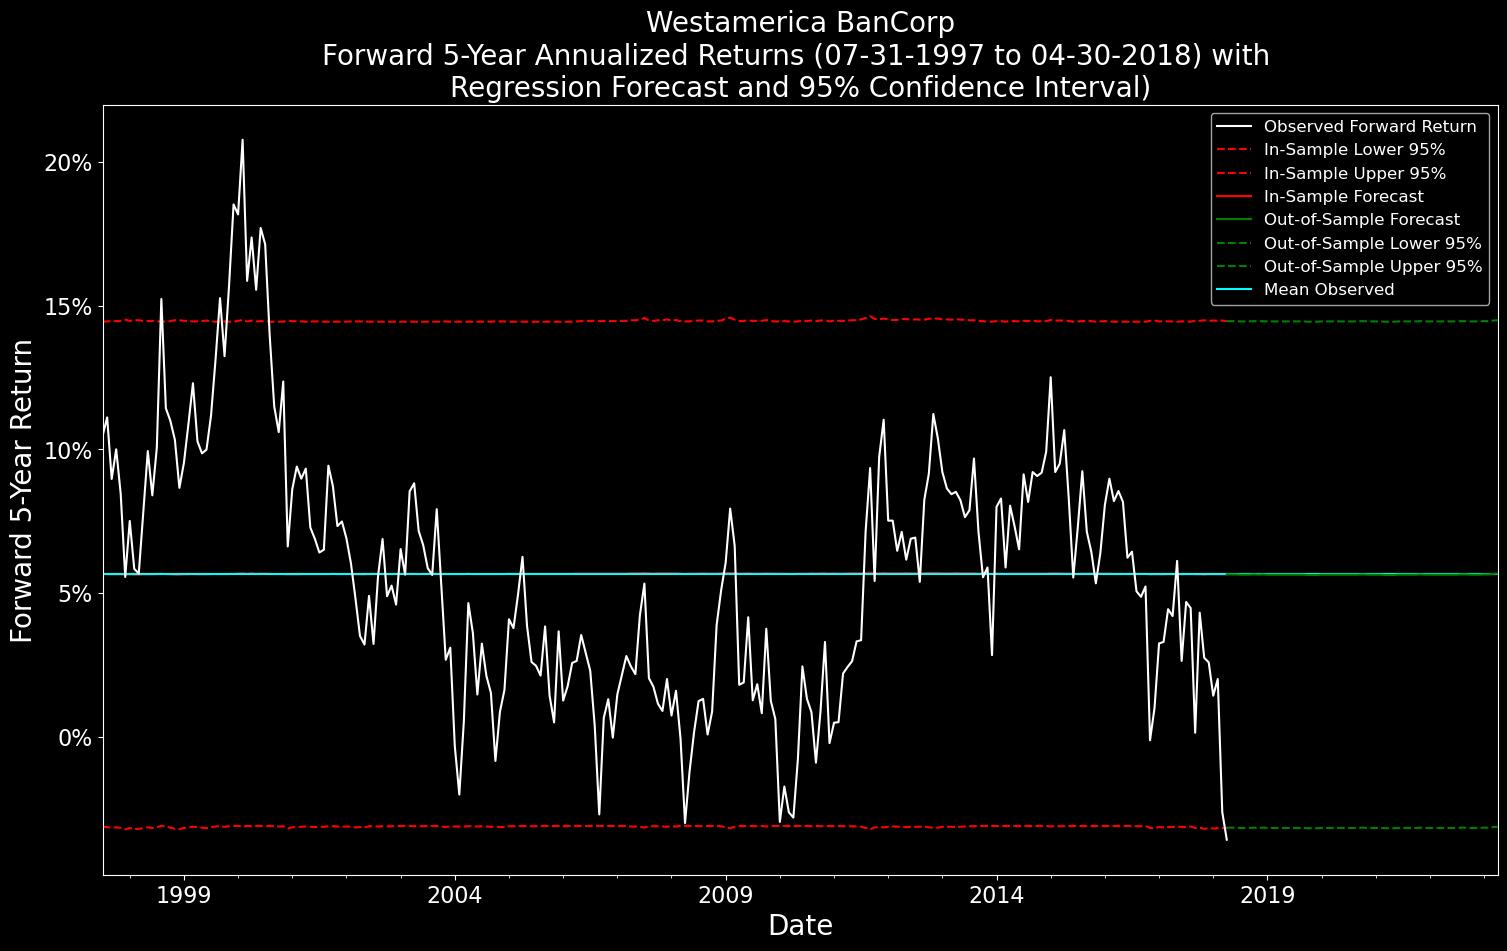 Westamerica BanCorp
Forward 5-Year Annualized Returns (07-31-1997 to 04-30-2018) with
Regression Forecast and 95% Confidence Interval)
Observed Forward Return
In-Sample Lower 95%
In-Sample Upper 95%
In-Sample Forecast
Out-of-Sample Forecast
Out-of-Sample Lower 95%
Out-of-Sample Upper 95%
Mean Observed
Forward 5-Year Return
20%
15%
10%
5%
0%
1999
2004
2009
2014
2019
Date